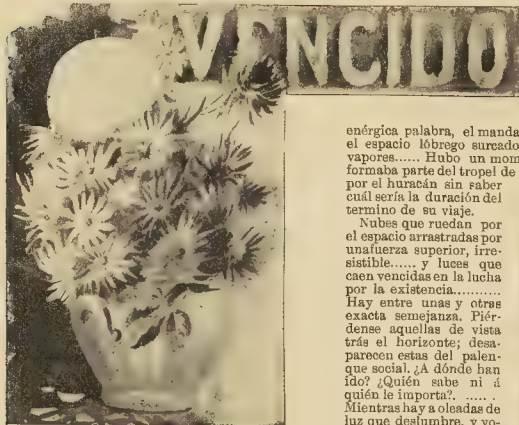 VENCIDO
enérgica palabra, el manda
el espacio lóbrego surcado
vapores...... Hubo un mom
formaba parte del tropel de
por el huracán sin saber
cuál sería la duración del
termino de su viaje.
Nubes que ruedan por
el espacio arrastradas por
unafuerza superior, irre-
sistible...... y luces que
caen vencidas en la lucha
por la existencia...........
Hay entre unas y otras
exacta semejanza. Piér-
dense aquellas de vista
trás el horizonte; desa-
parecen estas del palen-
que social. ¿A dónde han
ido? ¿Quién sabe ni á
quién le importa?. ...... .
Mientras hay a oleadas de
luz que deslumbre, y vo-